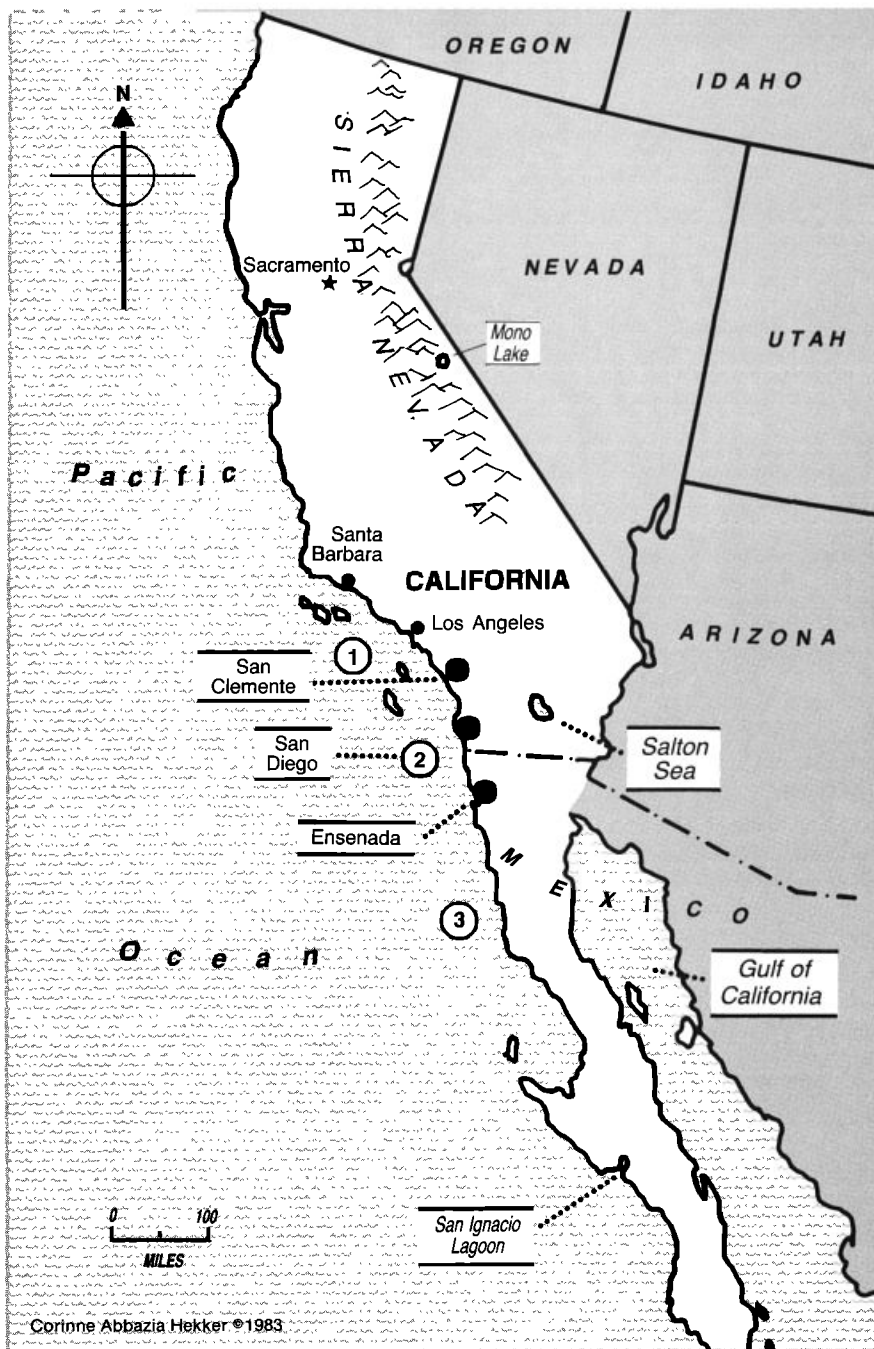 OREGON
IDAHO
N
SIERRA NEVADA
Sacramento
NEVADA
Mono
Lake
UTAH
Pacific
Santa
Barbara
CALIFORNIA
Los Angeles
ARIZONA
1
San
Clemente
San
Diego
2
Salton
Sea
Ensenada
MEXICO
3
Ocean
Gulf of
California
0 100
MILES
San Ignacio
Lagoon
Corinne Abbazia Hekker © 1983